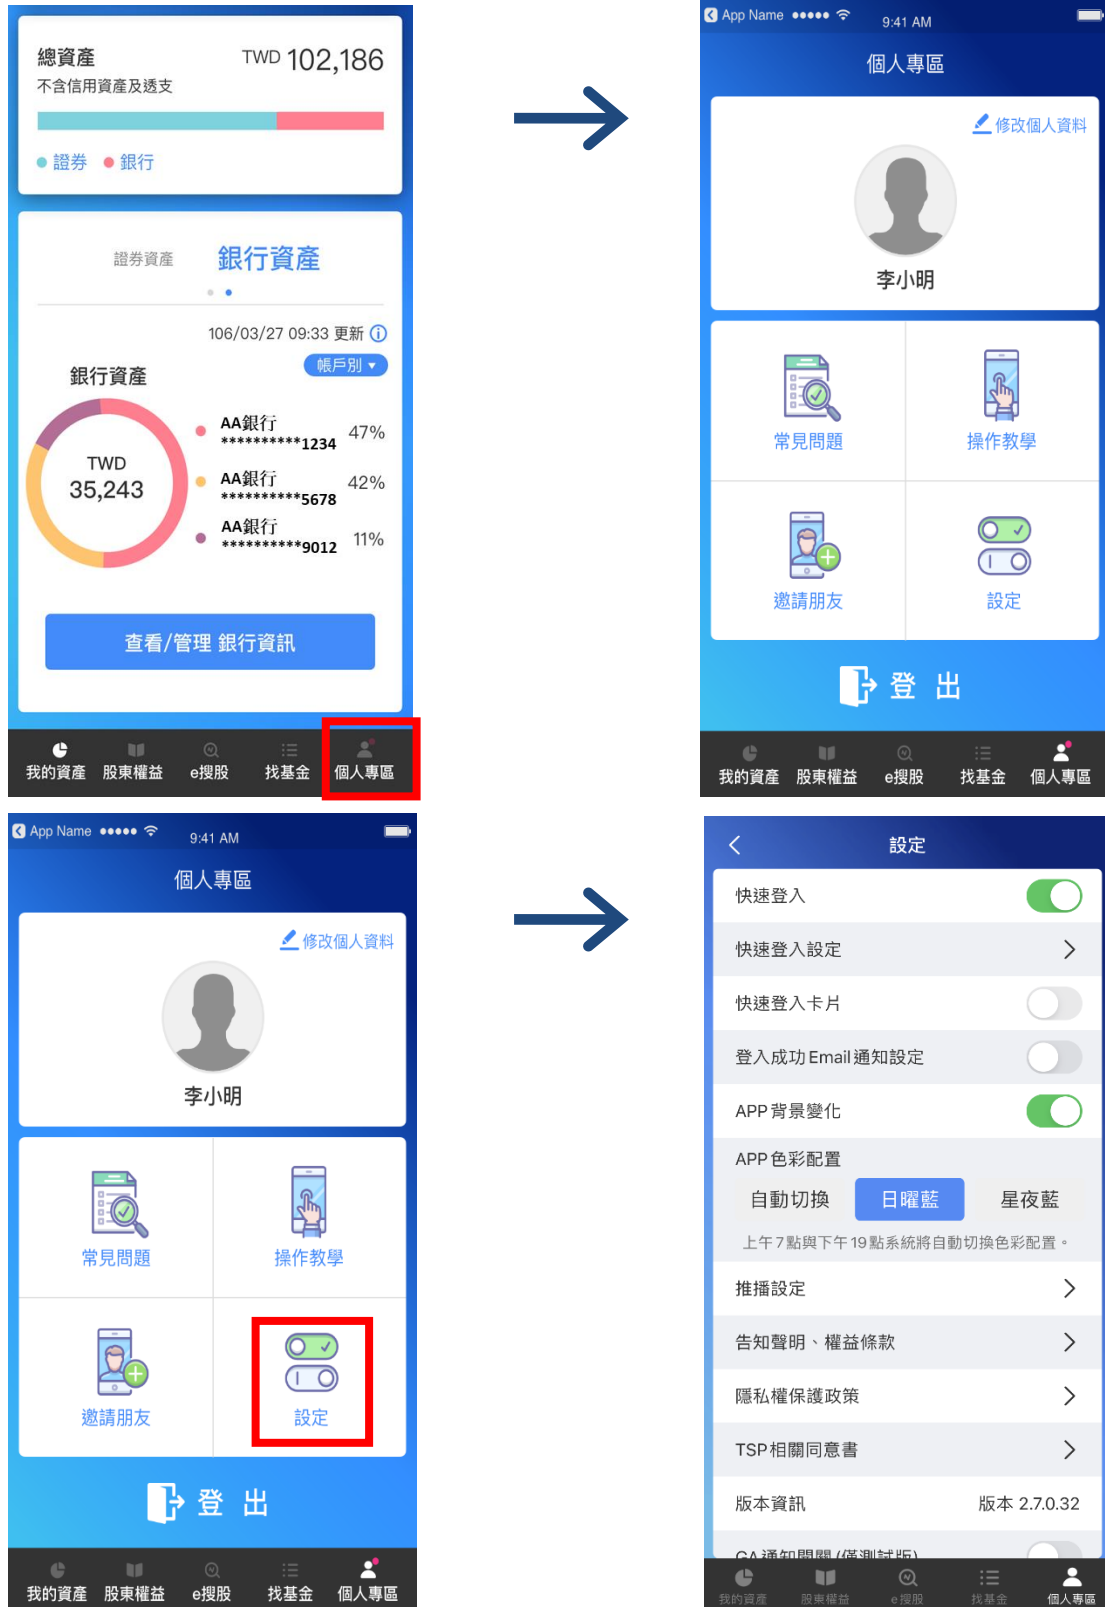 總資產
TWD 102,186
不含信用資產及透支
證券 銀行
證券資產 銀行資產
106/03/27 09:33 更新
帳戶別
銀行資產
TWD
35,243
AA銀行
**********1234 47%
AA銀行
**********5678 42%
AA銀行
**********9012 11%
查看/管理 銀行資訊
我的資產 股東權益 e搜股 找基金 個人專區
App Name 9:41 AM
個人專區
修改個人資料
李小明
常見問題 操作教學
邀請朋友 設定
登出
我的資產 股東權益 e搜股 找基金 個人專區
App Name 9:41 AM
個人專區
修改個人資料
李小明
常見問題 操作教學
邀請朋友 設定
登出
我的資產 股東權益 e搜股 找基金 個人專區
設定
快速登入
快速登入設定
快速登入卡片
登入成功Email通知設定
APP背景變化
APP色彩配置
自動切換 日曜藍 星夜藍
上午7點與下午19點系統將自動切換色彩配置。
推播設定
告知聲明、權益條款
隱私權保護政策
TSP相關同意書
版本資訊 版本 2.7.0.32
GA通知開關(僅測試版)
我的資產 股東權益 e搜股 找基金 個人專區